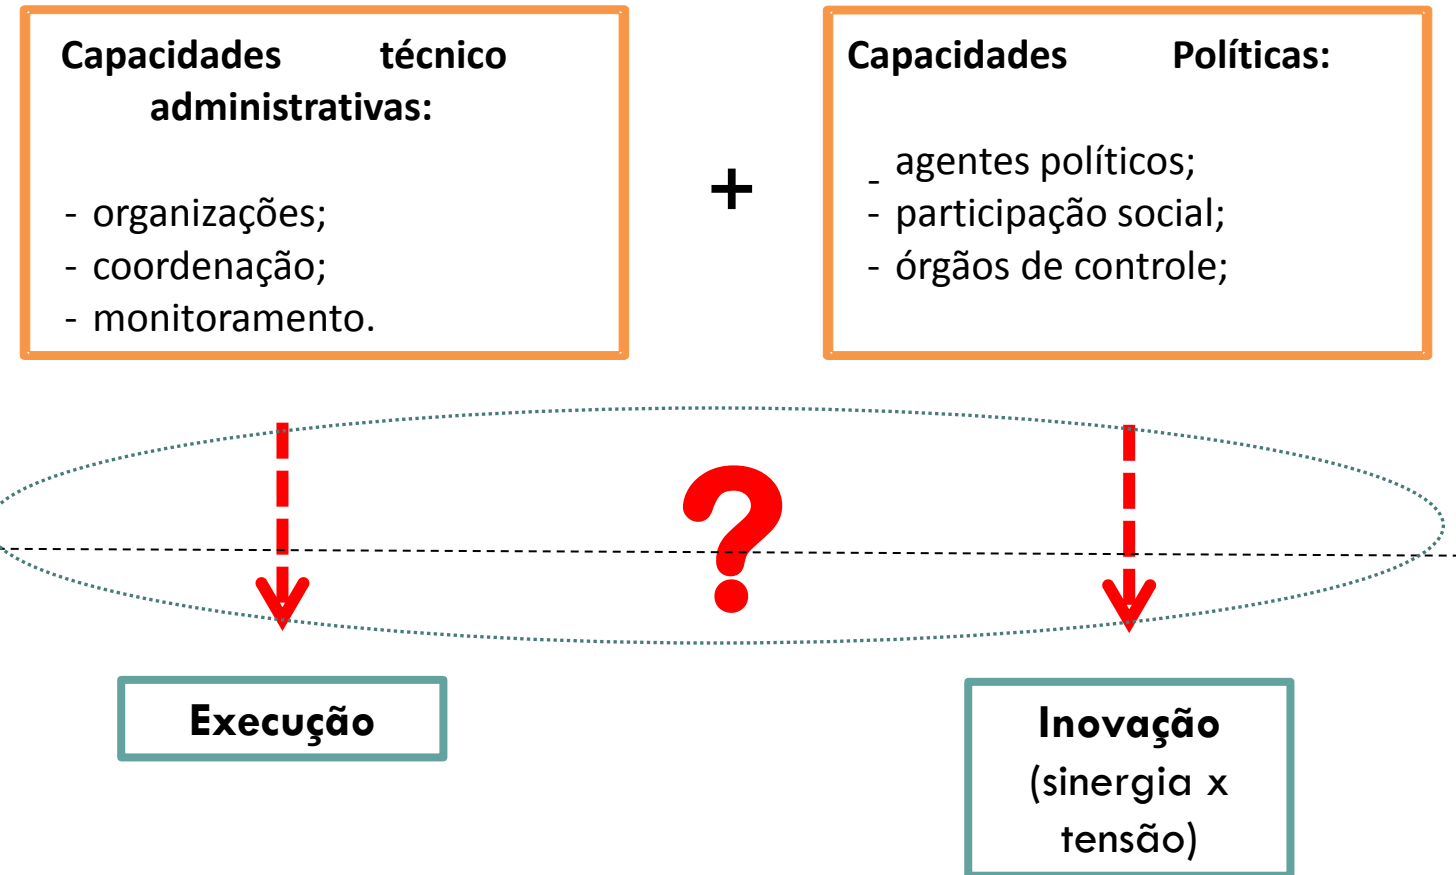 Capacidades técnico
administrativas:
- organizações;
- coordenação;
- monitoramento.
+
Capacidades Políticas:
- agentes políticos;
- participação social;
- órgãos de controle;
?
Execução
Inovação
(sinergia x
tensão)